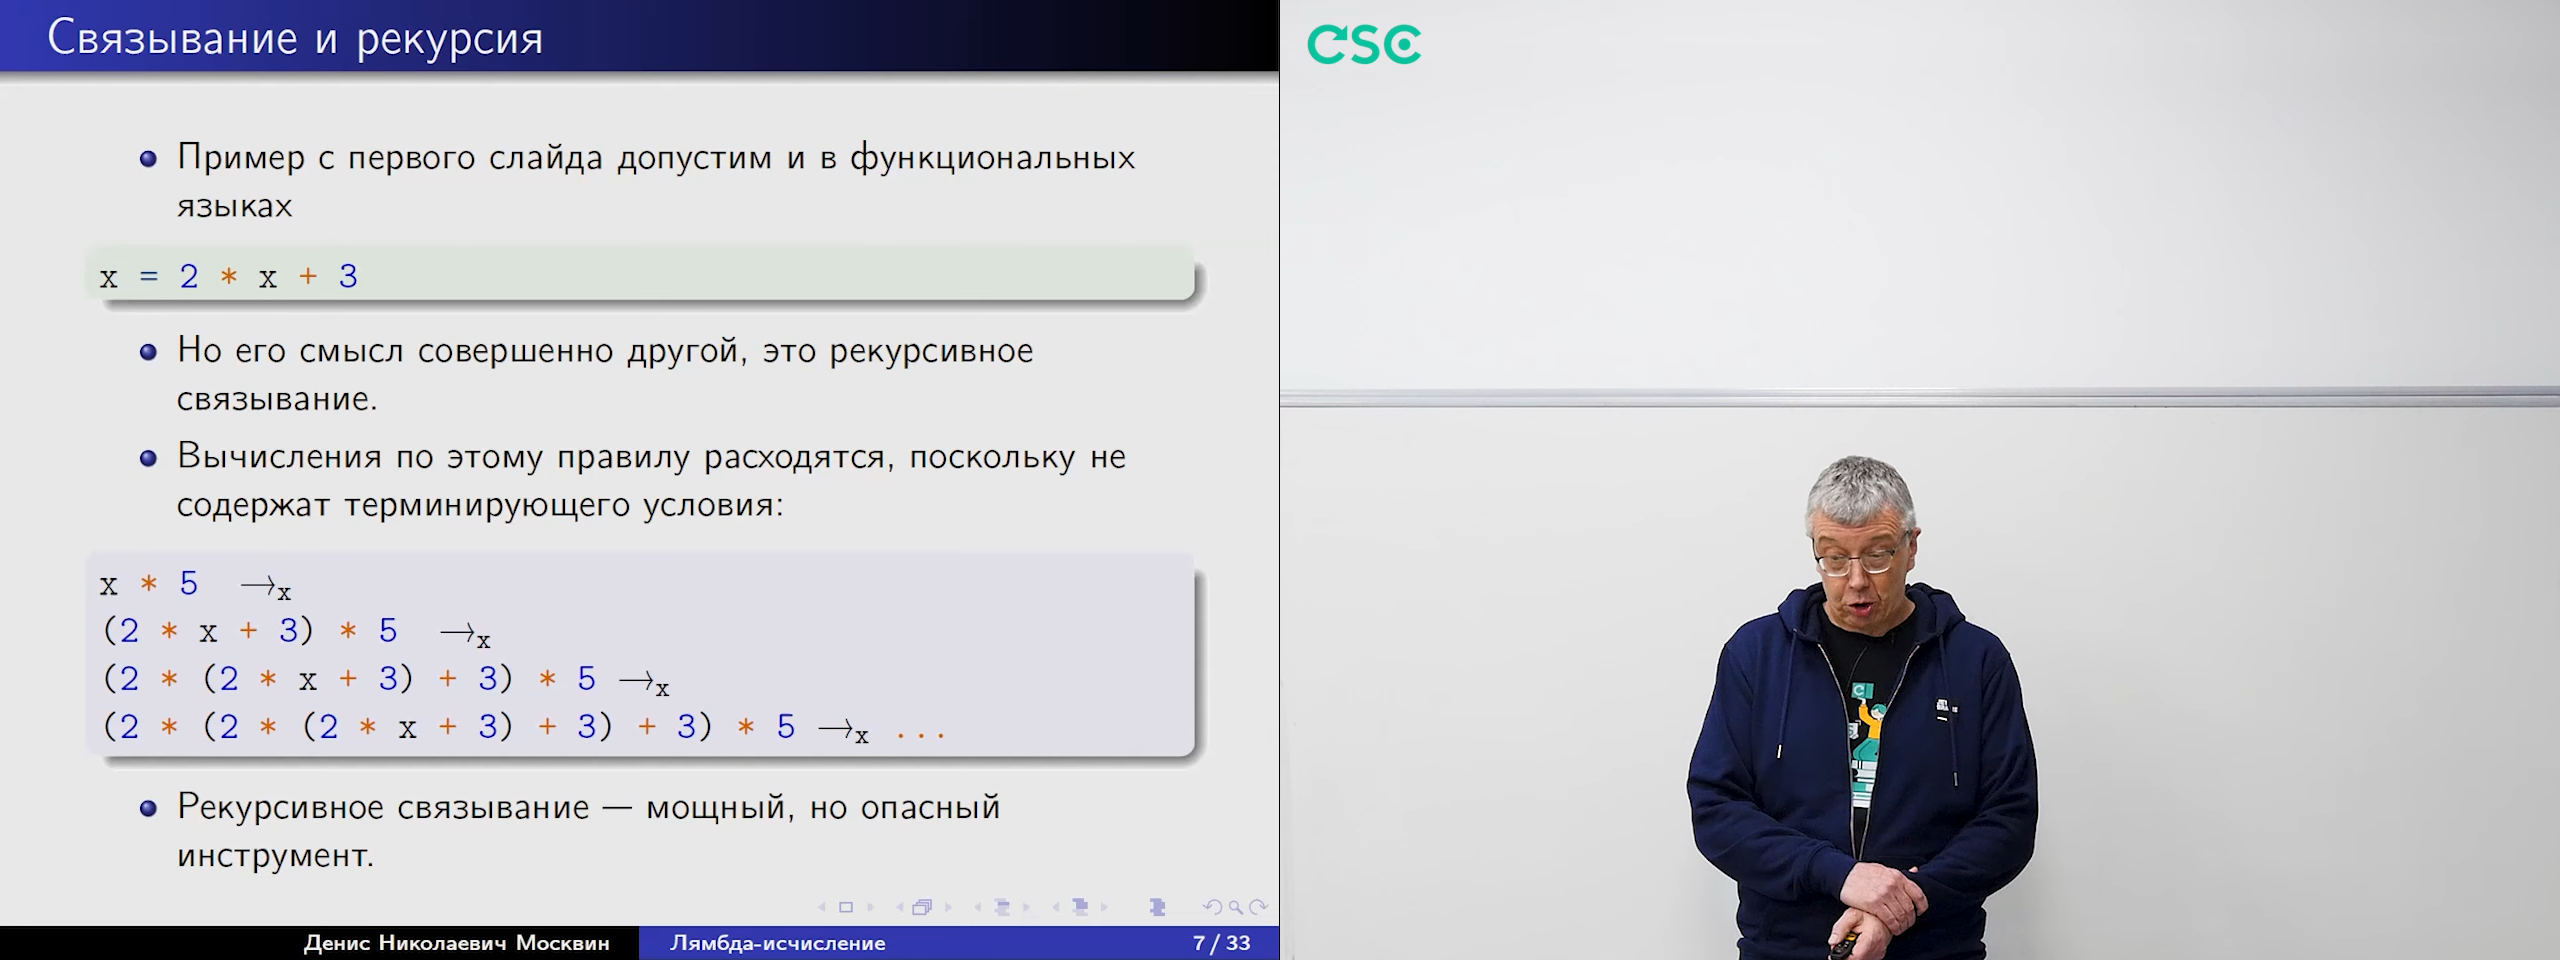 Связывание и рекурсия
Пример с первого слайда допустим и в функциональных
языках
x = 2 * x + 3
Но его смысл совершенно другой, это рекурсивное
связывание.
Вычисления по этому правилу расходятся, поскольку не
содержат терминирующего условия:
x * 5 →x
(2 * x + 3) * 5 →x
(2 * (2 * x + 3) + 3) * 5 →x
(2 * (2 * (2 * x + 3) + 3) + 3) * 5 →x ...
Рекурсивное связывание — мощный, но опасный
инструмент.
Денис Николаевич Москвин
Лямбда-исчисление
7 / 33
CSC